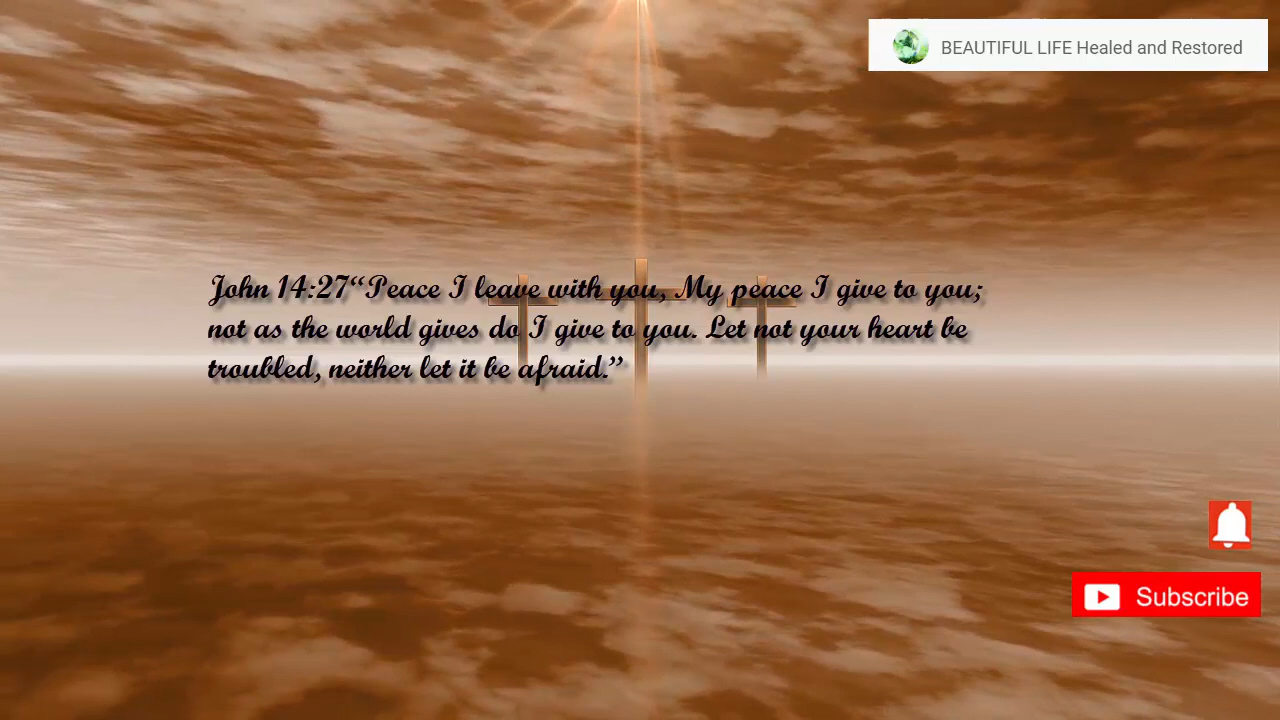 BEAUTIFUL LIFE Healed and Restored
John 14:27“Peace I leave with you, My peace I give to you;
not as the world gives do I give to you. Let not your heart be
troubled, neither let it be afraid.”
Subscribe